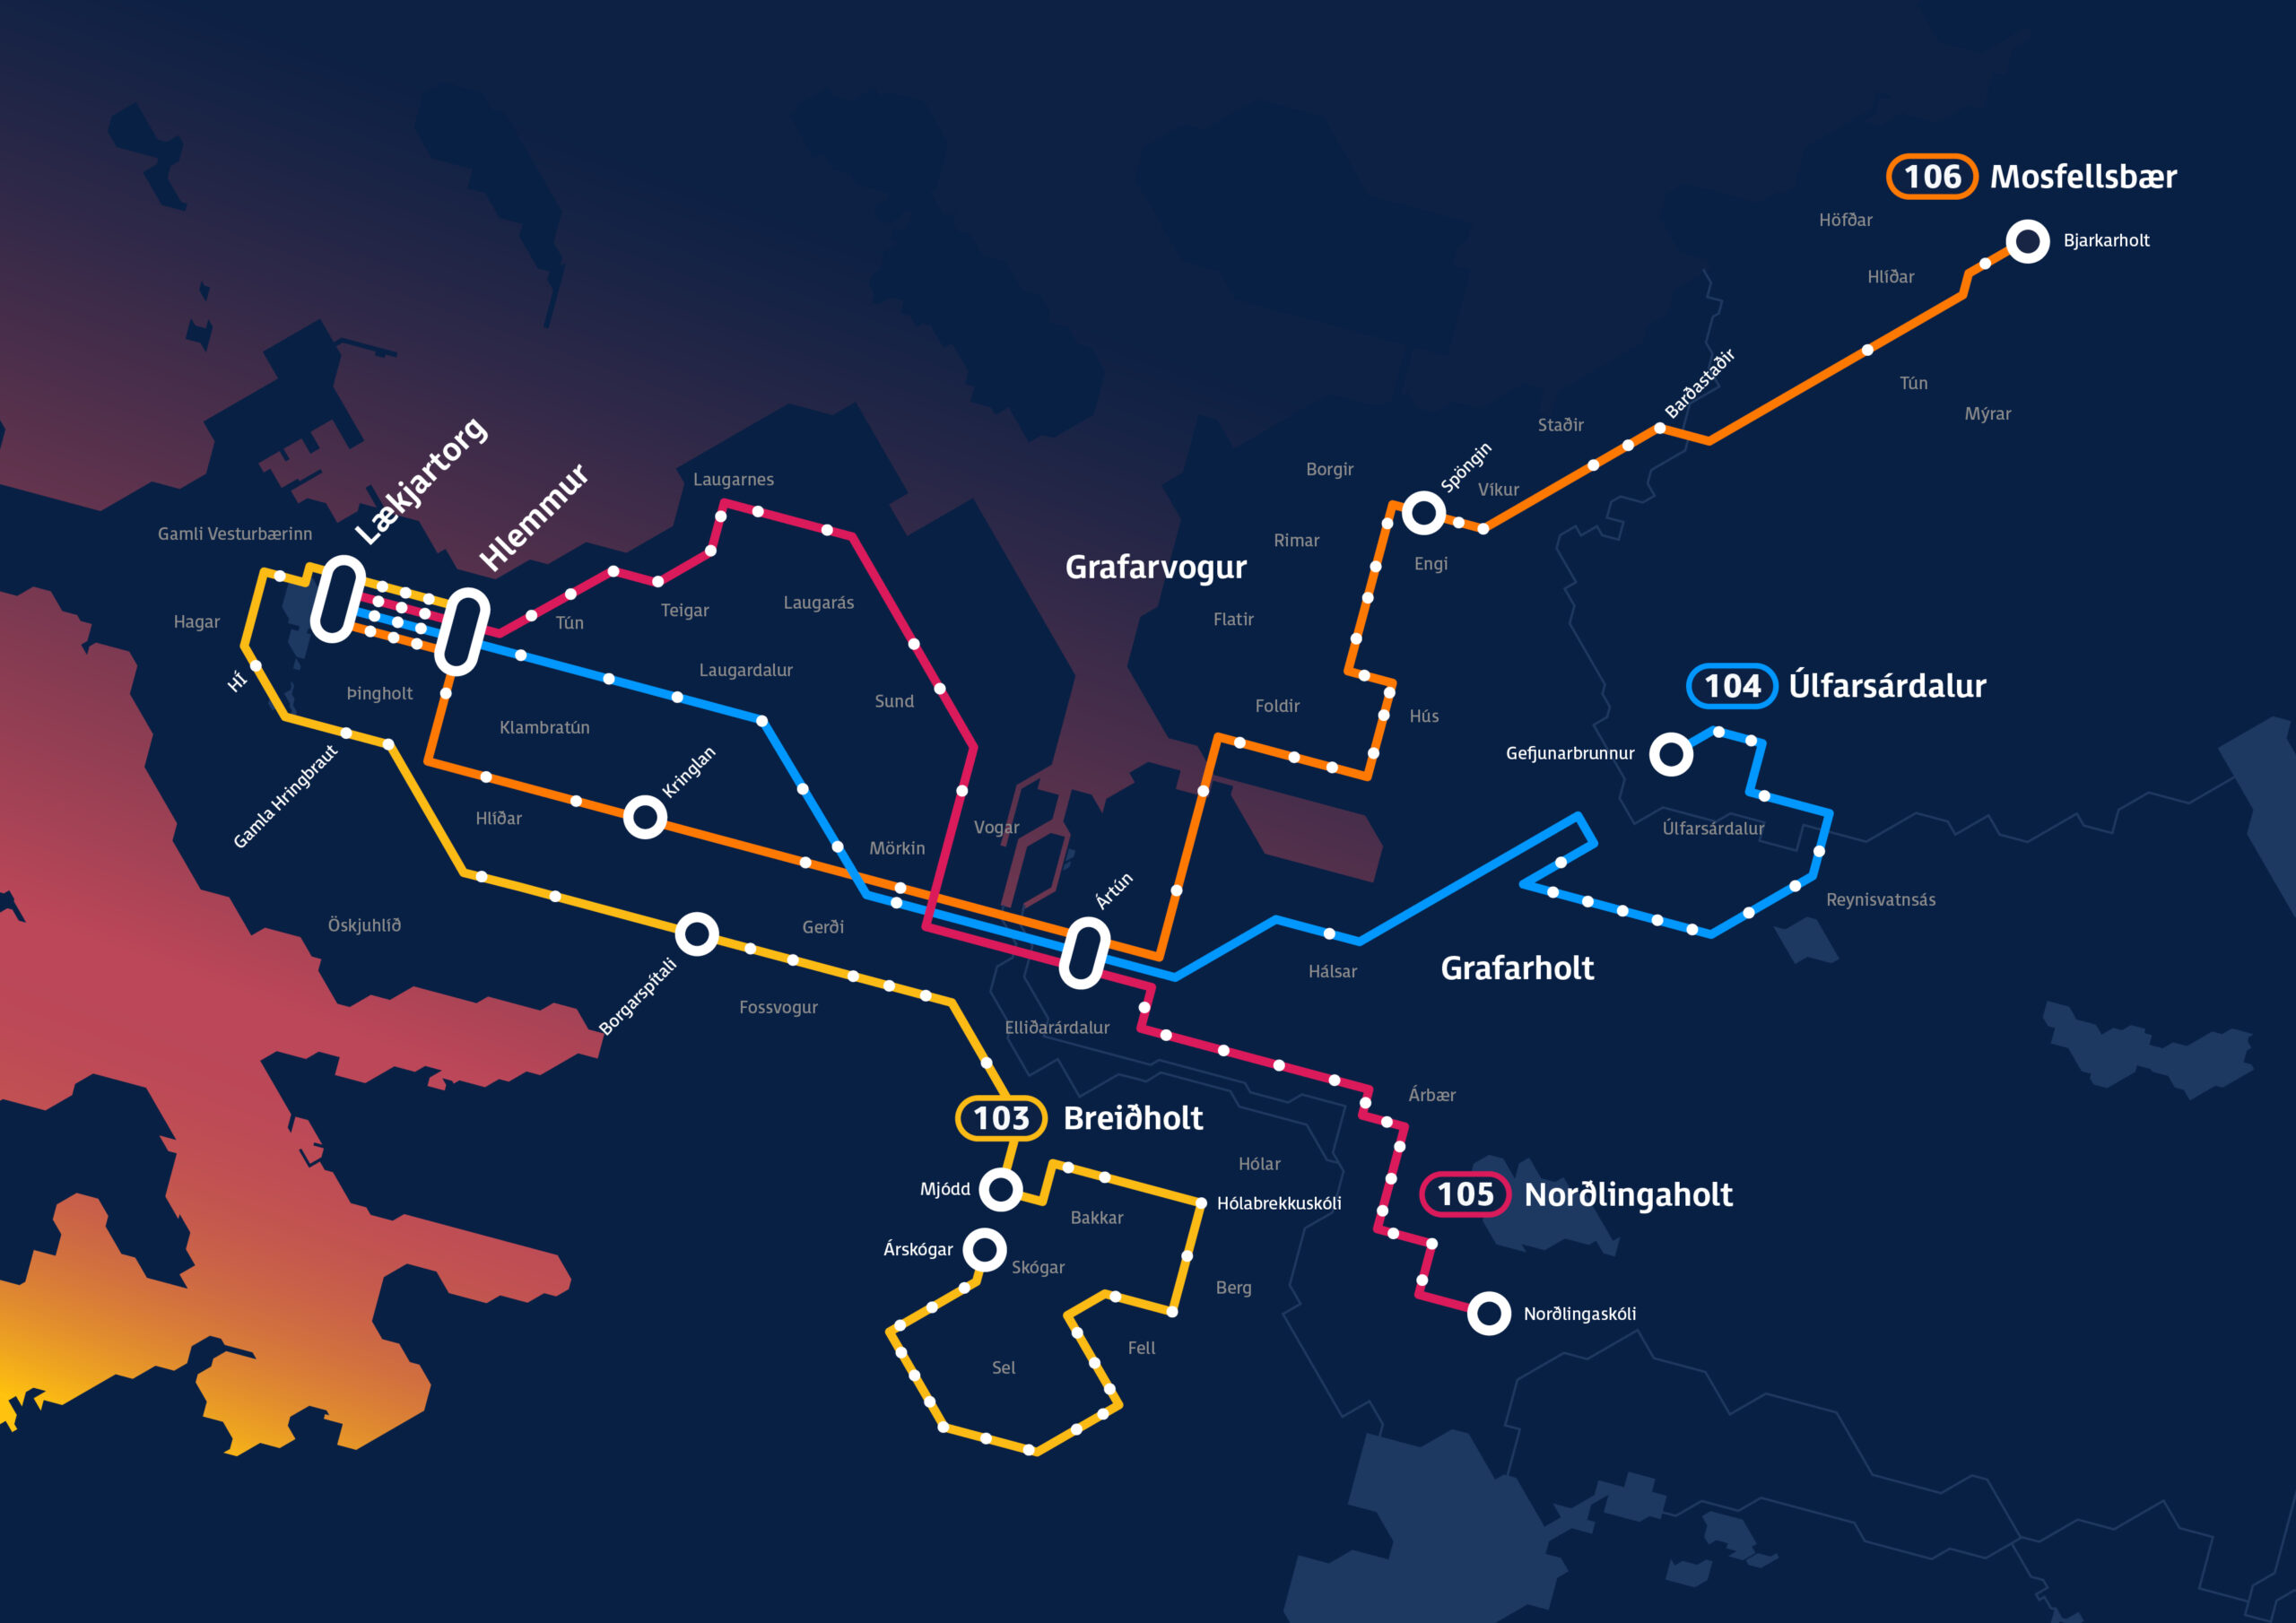 106 Mosfellsbær
Höfðar
Bjarkarholt
Hlíðar
Barðastaðir
Tún
Mýrar
Staðir
Spöngin
Borgir
Víkur
Lækjartorg
Hlemmur
Laugarnes
Gamli Vesturbærinn
Rimar
Engi
Grafarvogur
Laugarás
Teigar
Tún
Hagar
Flatir
Laugardalur
HÍ
Þingholt
Sund
Foldir
Hús
104 Úlfarsárdalur
Klambratún
Gefjunarbrunnur
Kringlan
Gamla Hringbraut
Hlíðar
Vogar
Úlfarsárdalur
Mörkin
Ártún
Reynisvatnsás
Öskjuhlíð
Gerði
Hálsar
Grafarholt
Borgarspítali
Fossvogur
Elliðarárdalur
Árbær
103 Breiðholt
Hólar
Mjódd
Hólabrekkuskóli
105 Norðlingaholt
Bakkar
Árskógar
Skógar
Berg
Norðlingaskóli
Fell
Sel